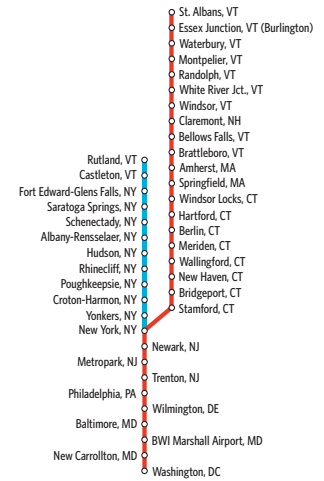 St. Albans, VT
Essex Junction, VT (Burlington)
Waterbury, VT
Montpelier, VT
Randolph, VT
White River Jct., VT
Windsor, VT
Claremont, NH
Bellows Falls, VT
Brattleboro, VT
Amherst, MA
Springfield, MA
Windsor Locks, CT
Hartford, CT
Berlin, CT
Meriden, CT
Wallingford, CT
New Haven, CT
Bridgeport, CT
Stamford, CT
Rutland, VT
Castleton, VT
Fort Edward-Glens Falls, NY
Saratoga Springs, NY
Schenectady, NY
Albany-Rensselaer, NY
Hudson, NY
Rhinecliff, NY
Poughkeepsie, NY
Croton-Harmon, NY
Yonkers, NY
New York, NY
Newark, NJ
Metropark, NJ
Trenton, NJ
Philadelphia, PA
Wilmington, DE
Baltimore, MD
BWI Marshall Airport, MD
New Carrollton, MD
Washington, DC